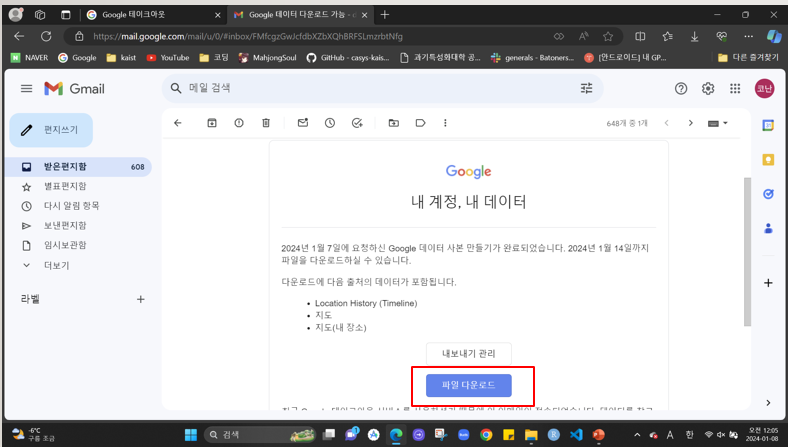 Google 테이크아웃
Google 데이터 다운로드 가능 -
https://mail.google.com/mail/u/0/#inbox/FMfcgzGwJcfdbXZbXQhBRFSLmzrbtNfg
NAVER
Google
kaist
YouTube
코딩
MahjongSoul
GitHub - casys-kais...
과기특성화대학 공...
generals - Batoners...
[안드로이드] 내 GP...
다른 즐겨찾기
Gmail
메일 검색
코난
편지쓰기
648개 중 1개
받은편지함 608
별표편지함
다시 알림 항목
보낸편지함
임시보관함
더보기
라벨
Google
내 계정, 내 데이터
2024년 1월 7일에 요청하신 Google 데이터 사본 만들기가 완료되었습니다. 2024년 1월 14일까지
파일을 다운로드하실 수 있습니다.
다운로드에 다음 출처의 데이터가 포함됩니다.
• Location History (Timeline)
• 지도
• 지도(내 장소)
내보내기 관리
파일 다운로드
-6°C
구름 조금
검색
A
한
오전 12:05
2024-01-08